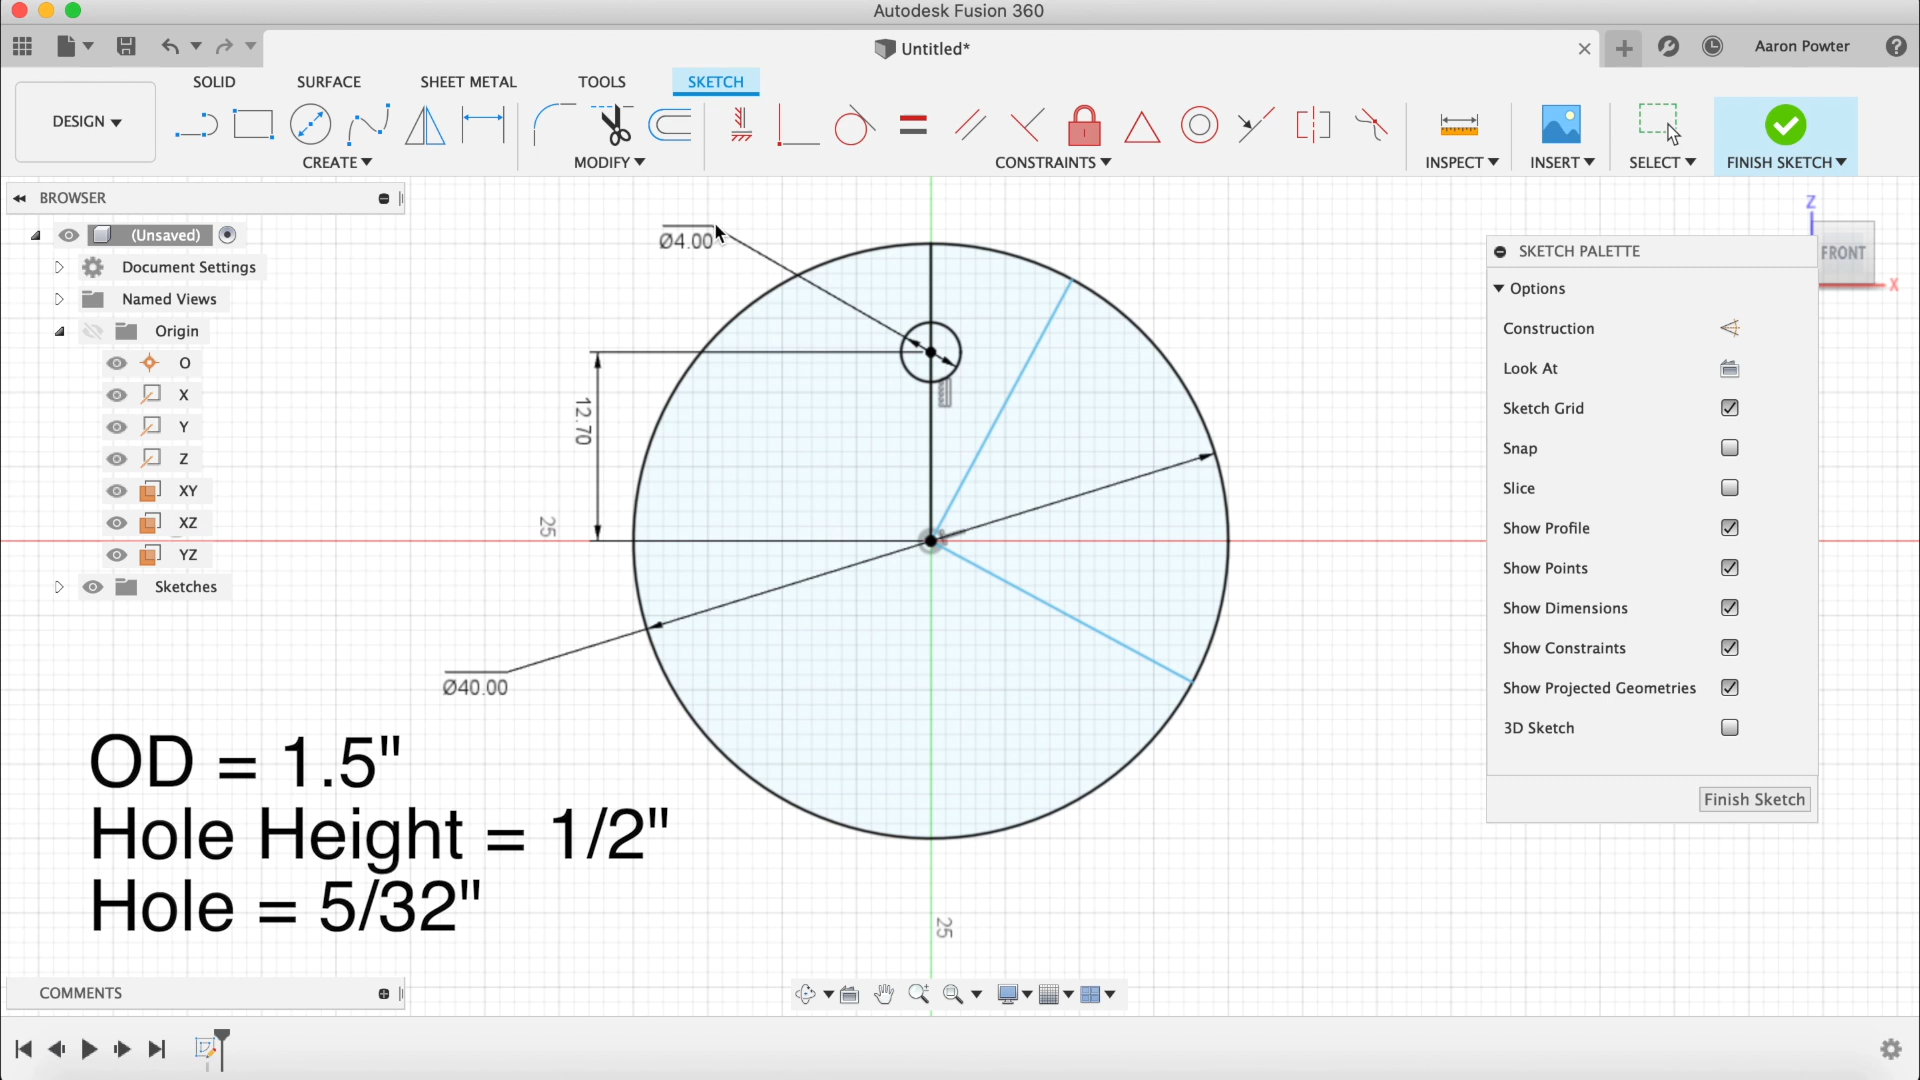 Autodesk Fusion 360
Untitled*
Aaron Powter
DESIGN
SOLID
SURFACE
SHEET METAL
TOOLS
SKETCH
CREATE
MODIFY
CONSTRAINTS
INSPECT
INSERT
SELECT
FINISH SKETCH
BROWSER
(Unsaved)
Document Settings
Named Views
Origin
O
X
Y
Z
XY
XZ
YZ
Sketches
Ø4.00
12.70
25
Ø40.00
25
Z
FRONT
X
SKETCH PALETTE
Options
Construction
Look At
Sketch Grid
Snap
Slice
Show Profile
Show Points
Show Dimensions
Show Constraints
Show Projected Geometries
3D Sketch
Finish Sketch
OD = 1.5"
Hole Height = 1/2"
Hole = 5/32"
COMMENTS